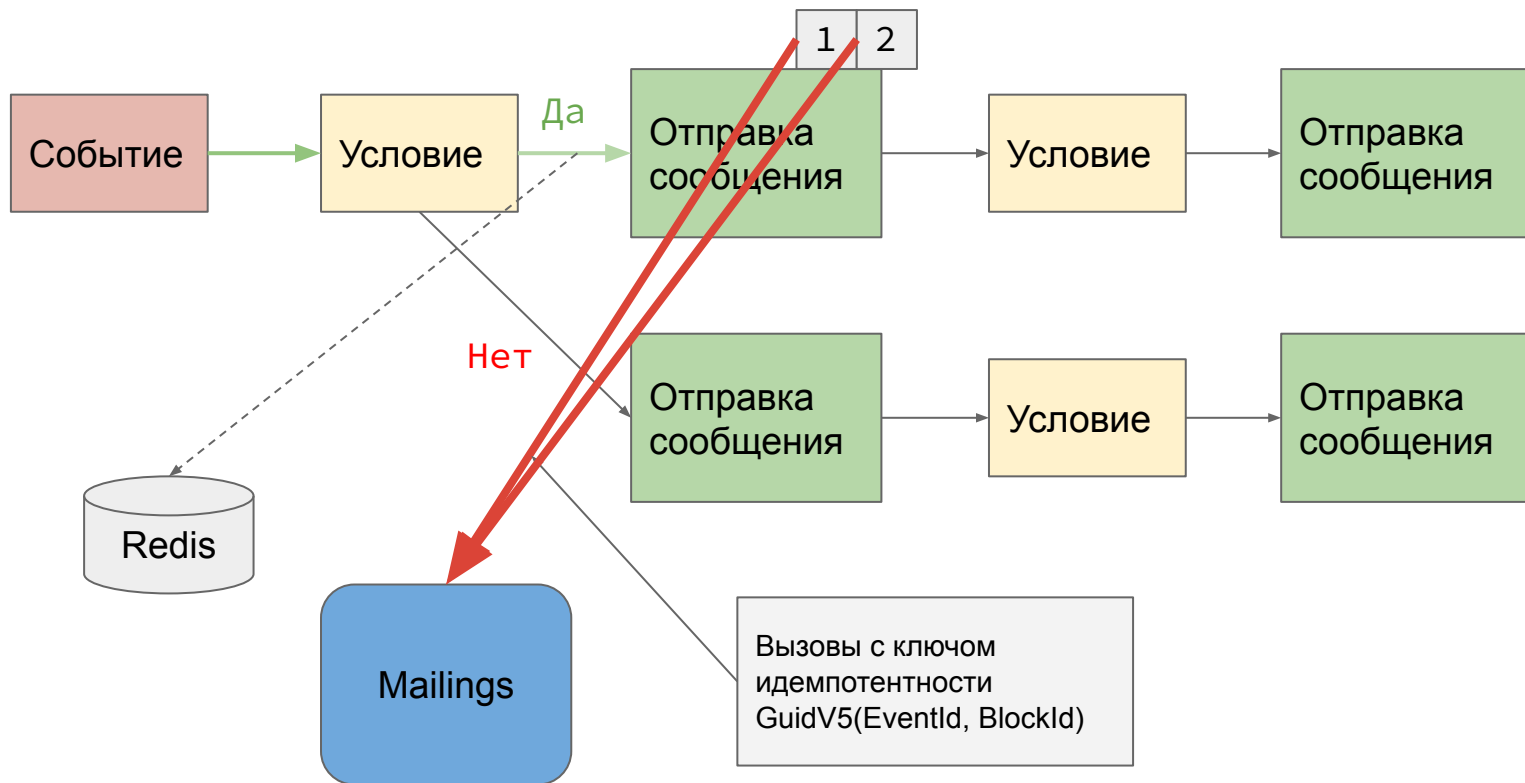 1 2
Да
Событие
Условие
Отправка
сообщения
Условие
Отправка
сообщения
Нет
Отправка
сообщения
Условие
Отправка
сообщения
Redis
Mailings
Вызовы с ключом
идемпотентности
GuidV5(EventId, BlockId)